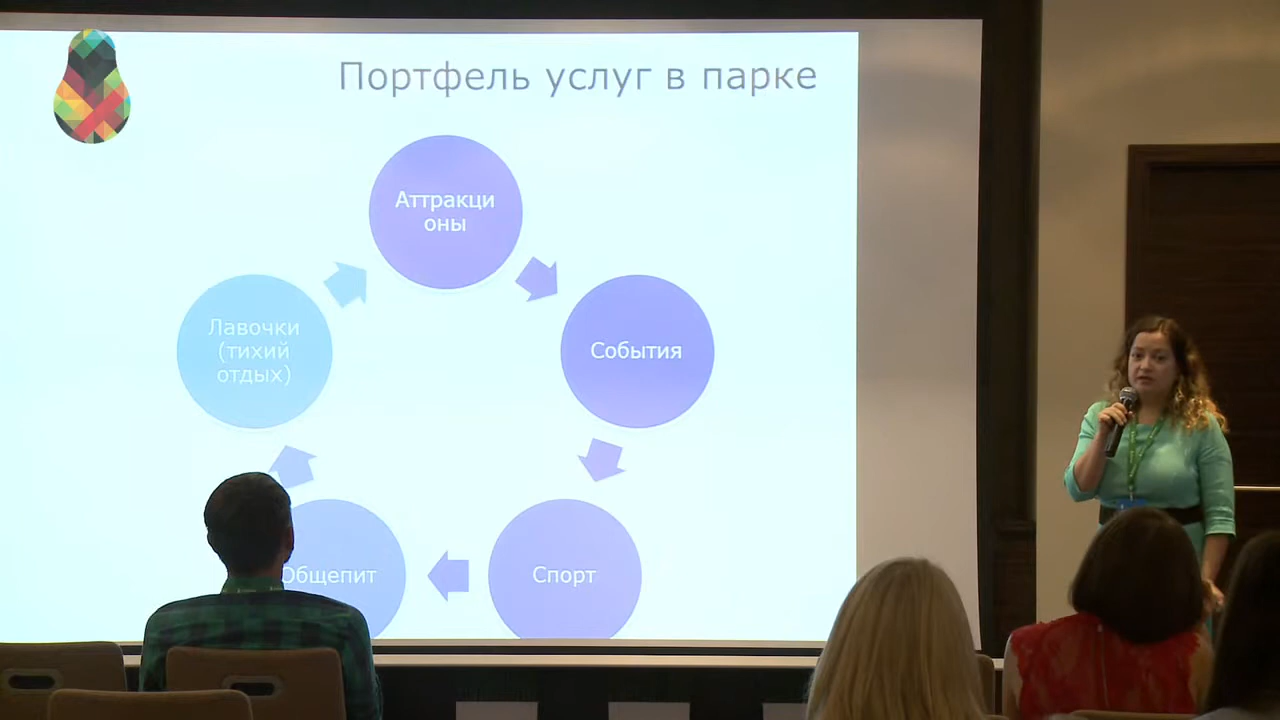 Портфель услуг в парке
Аттракци
оны
События
Спорт
Общепит
Лавочки
(тихий
отдых)